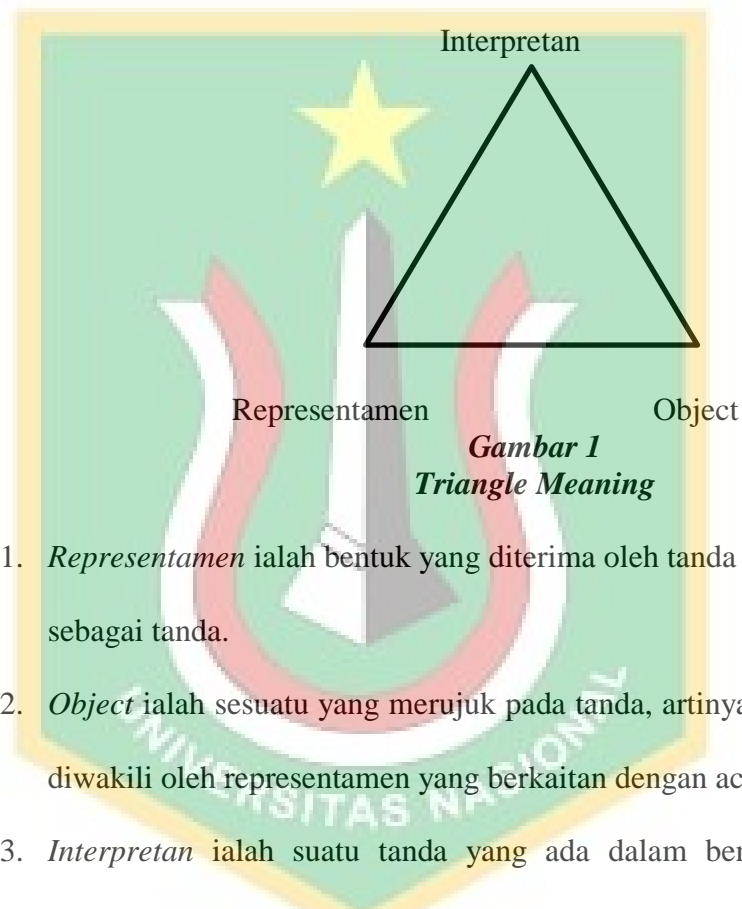 Interpretan
Representamen Object
Gambar 1
Triangle Meaning
1. Representamen ialah bentuk yang diterima oleh tanda
sebagai tanda.
2. Object ialah sesuatu yang merujuk pada tanda, artinya
diwakili oleh representamen yang berkaitan dengan
3. Interpretan ialah suatu tanda yang ada dalam
UNIVERSITAS NASIONAL